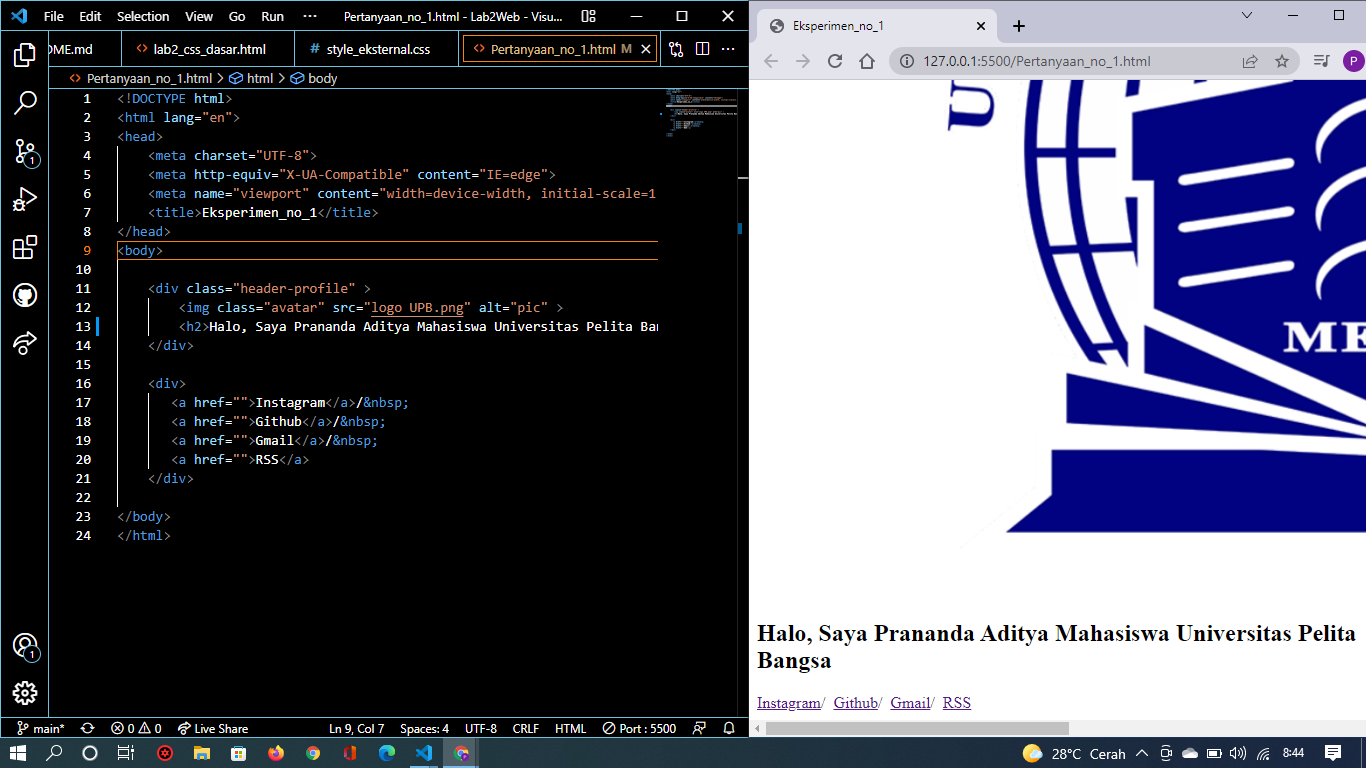 File Edit Selection View Go Run ··· Pertanyaan_no_1.html - Lab2Web - Visu...
OME.md lab2_css_dasar.html # style_eksternal.css Pertanyaan_no_1.html M
Pertanyaan_no_1.html > html > body
1 <!DOCTYPE html>
2 <html lang="en">
3 <head>
4 <meta charset="UTF-8">
5 <meta http-equiv="X-UA-Compatible" content="IE=edge">
6 <meta name="viewport" content="width=device-width, initial-scale=1
7 <title>Eksperimen_no_1</title>
8 </head>
9 <body>
10
11 <div class="header-profile" >
12 <img class="avatar" src="logo UPB.png" alt="pic" >
13 <h2>Halo, Saya Prananda Aditya Mahasiswa Universitas Pelita Ban
14 </div>
15
16 <div>
17 <a href="">Instagram</a>/&nbsp;
18 <a href="">Github</a>/&nbsp;
19 <a href="">Gmail</a>/&nbsp;
20 <a href="">RSS</a>
21 </div>
22
23 </body>
24 </html>
1
1
main* 0 0 Live Share Ln 9, Col 7 Spaces: 4 UTF-8 CRLF HTML Port : 5500
Eksperimen_no_1
127.0.0.1:5500/Pertanyaan_no_1.html P
U
ME
Halo, Saya Prananda Aditya Mahasiswa Universitas Pelita
Bangsa
Instagram/ Github/ Gmail/ RSS
28°C Cerah 8:44